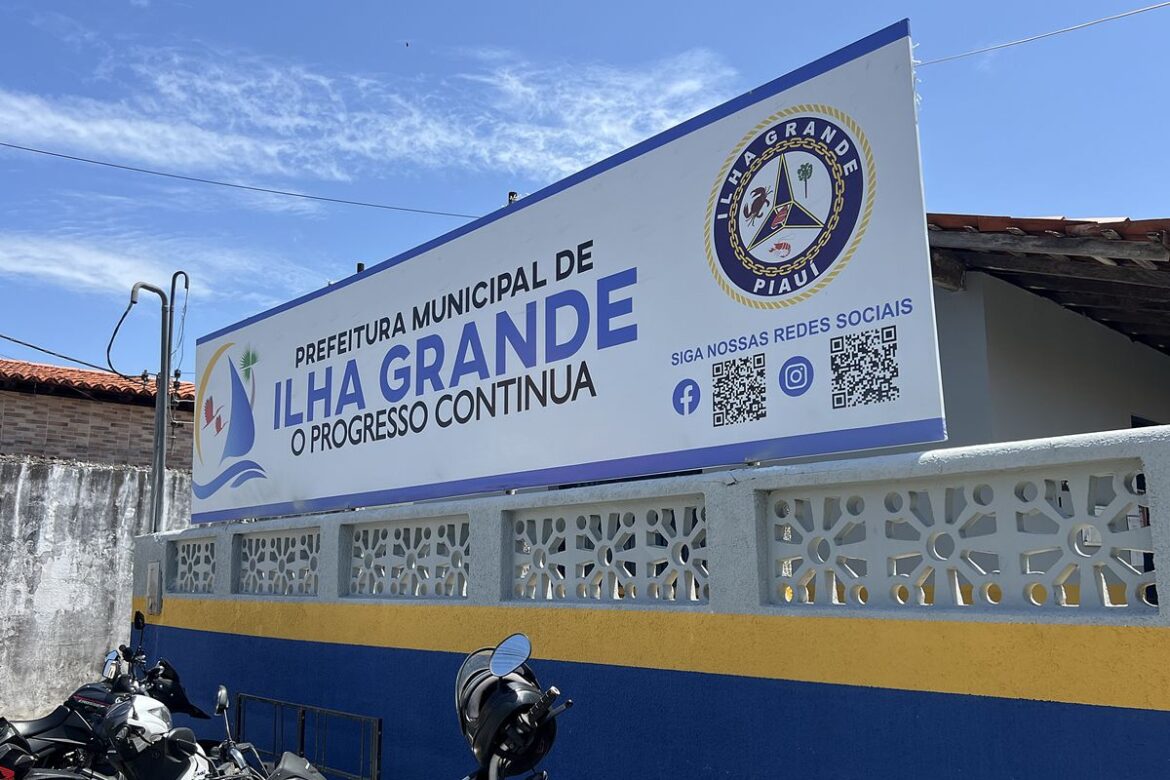 PREFEITURA MUNICIPAL DE
ILHA GRANDE
O PROGRESSO CONTINUA
ILHA GRANDE
PIAUÍ
SIGA NOSSAS REDES SOCIAIS